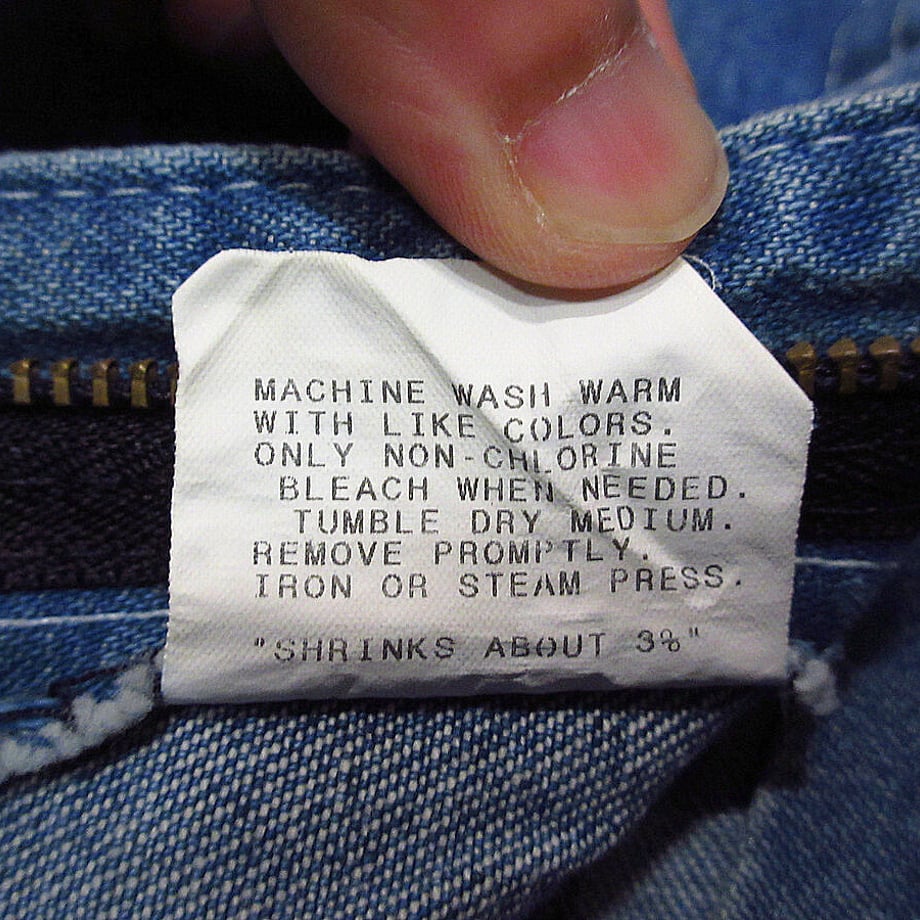 MACHINE WASH WARM
WITH LIKE COLORS.
ONLY NON-CHLORINE
BLEACH WHEN NEEDED.
TUMBLE DRY MEDIUM.
REMOVE PROMPTLY.
IRON OR STEAM PRESS.
"SHRINKS ABOUT 3%"